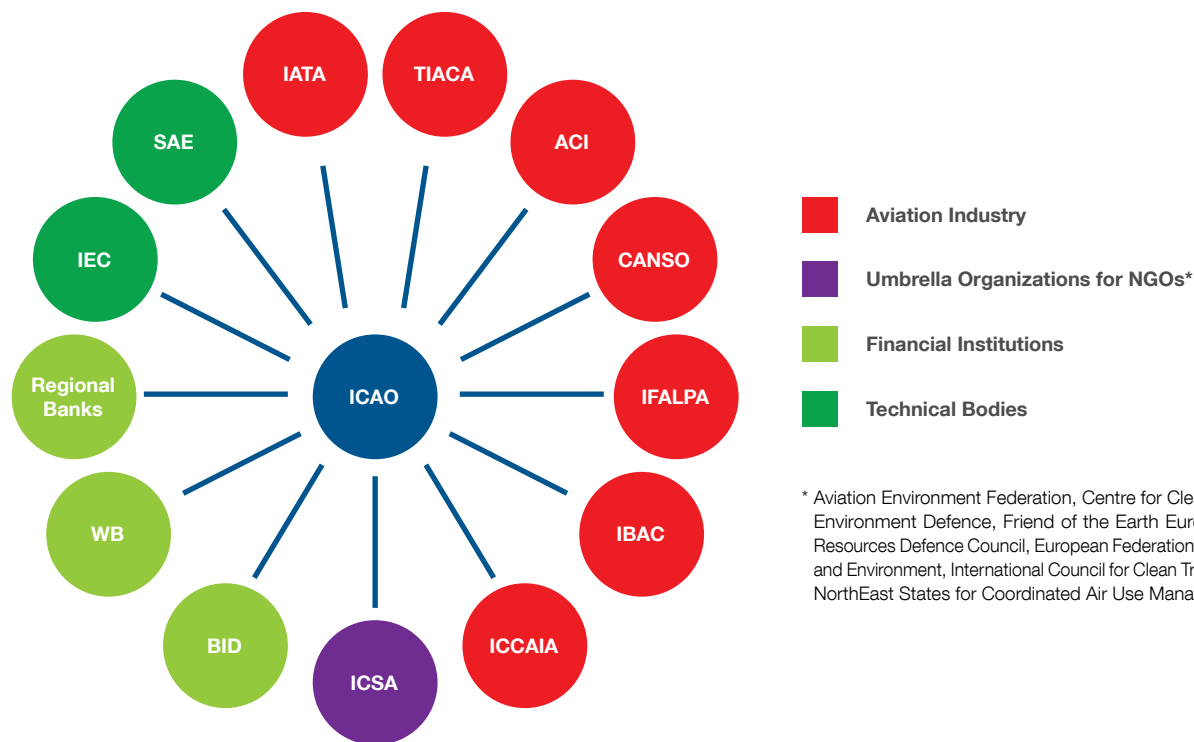 IATA
TIACA
SAE
ACI
IEC
CANSO
Regional
Banks
ICAO
IFALPA
WB
IBAC
BID
ICSA
ICCAIA
Aviation Industry
Umbrella Organizations for NGOs*
Financial Institutions
Technical Bodies
* Aviation Environment Federation, Centre for
Environment Defence, Friend of the Earth
Resources Defence Council, European Federation
and Environment, International Council for Clean
NorthEast States for Coordinated Air Use